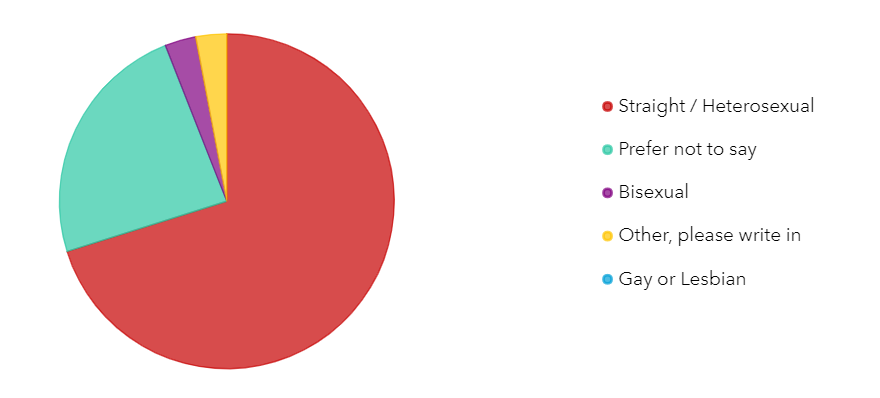 Straight / Heterosexual
Prefer not to say
Bisexual
Other, please write in
Gay or Lesbian